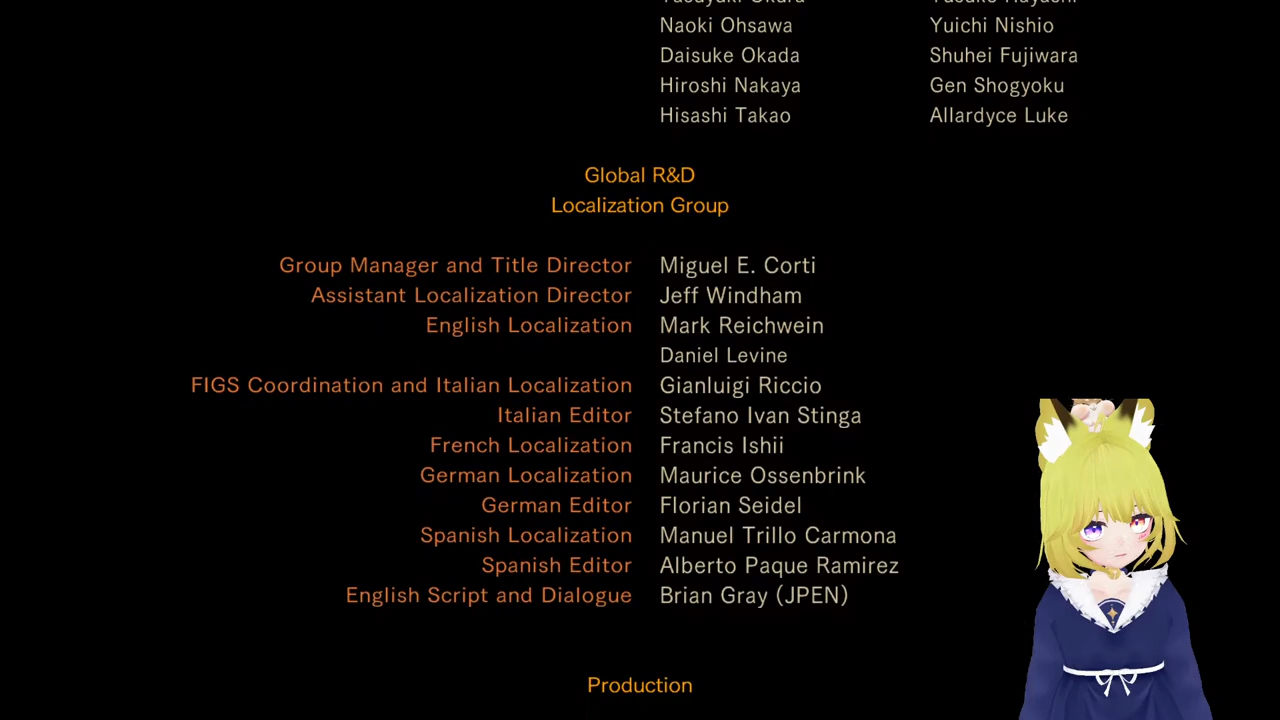 Yasuyuki Okura Yusuke Hayashi
Naoki Ohsawa Yuichi Nishio
Daisuke Okada Shuhei Fujiwara
Hiroshi Nakaya Gen Shogyoku
Hisashi Takao Allardyce Luke
Global R&D
Localization Group
Group Manager and Title Director Miguel E. Corti
Assistant Localization Director Jeff Windham
English Localization Mark Reichwein
Daniel Levine
FIGS Coordination and Italian Localization Gianluigi Riccio
Italian Editor Stefano Ivan Stinga
French Localization Francis Ishii
German Localization Maurice Ossenbrink
German Editor Florian Seidel
Spanish Localization Manuel Trillo Carmona
Spanish Editor Alberto Paque Ramirez
English Script and Dialogue Brian Gray (JPEN)
Production